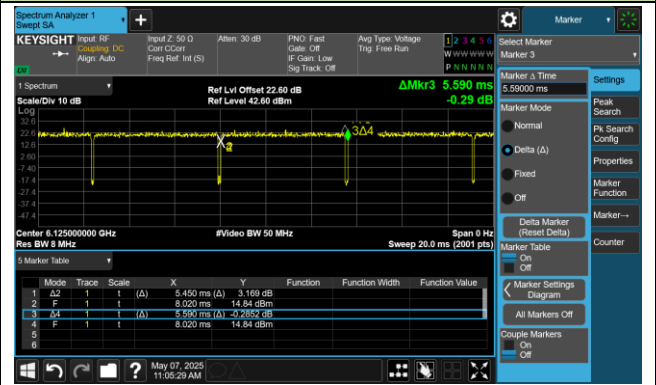 Spectrum Analyzer 1
Swept SA
Marker
KEYSIGHT Input: RF Input Z: 50 Ω Atten: 30 dB PNO: Fast Avg Type: Voltage 1 2 3 4 5 6
Coupling: DC Corr CCorr Gate: Off Trig: Free Run W W W W W W
Align: Auto Freq Ref: Int (S) IF Gain: Low
Sig Track: Off P N N N N N
Select Marker
Marker 3
1 Spectrum
Scale/Div 10 dB
Log
Ref Lvl Offset 22.60 dB
Ref Level 42.60 dBm
ΔMkr3 5.590 ms
-0.29 dB
32.6
22.6
12.6
2.60
-7.40
-17.4
-27.4
-37.4
-47.4
3Δ4
2
Center 6.125000000 GHz #Video BW 50 MHz Span 0 Hz
Res BW 8 MHz Sweep 20.0 ms (2001 pts)
5 Marker Table
Mode Trace Scale X Y Function Function Width Function Value
1 Δ2 1 t (Δ) 5.450 ms (Δ) 3.169 dB
2 F 1 t 8.020 ms 14.84 dBm
3 Δ4 1 t (Δ) 5.590 ms (Δ) -0.2852 dB
4 F 1 t 8.020 ms 14.84 dBm
5
6
Marker Δ Time
5.59000 ms
Marker Mode
Normal
Delta (Δ)
Fixed
Off
Delta Marker
(Reset Delta)
Marker Table
On
Off
Marker Settings
Diagram
All Markers Off
Couple Markers
On
Off
Settings
Peak
Search
Pk Search
Config
Properties
Marker
Function
Marker→
Counter
May 07, 2025
11:05:29 AM